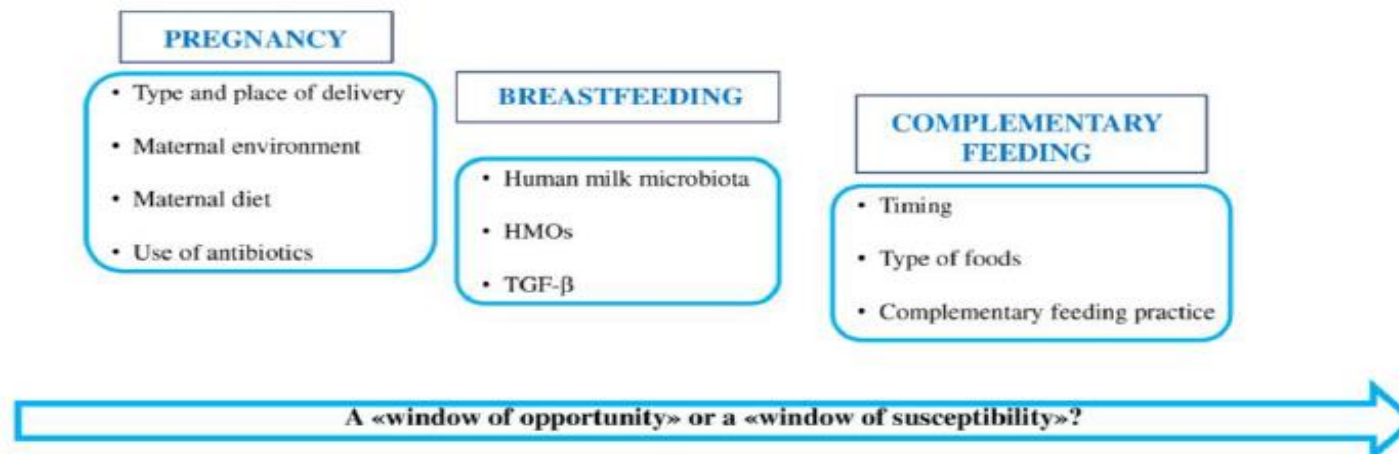 PREGNANCY
• Type and place of delivery
• Maternal environment
• Maternal diet
• Use of antibiotics
BREASTFEEDING
• Human milk microbiota
• HMOs
• TGF-β
COMPLEMENTARY
FEEDING
• Timing
• Type of foods
• Complementary feeding practice
A «window of opportunity» or a «window of susceptibility»?